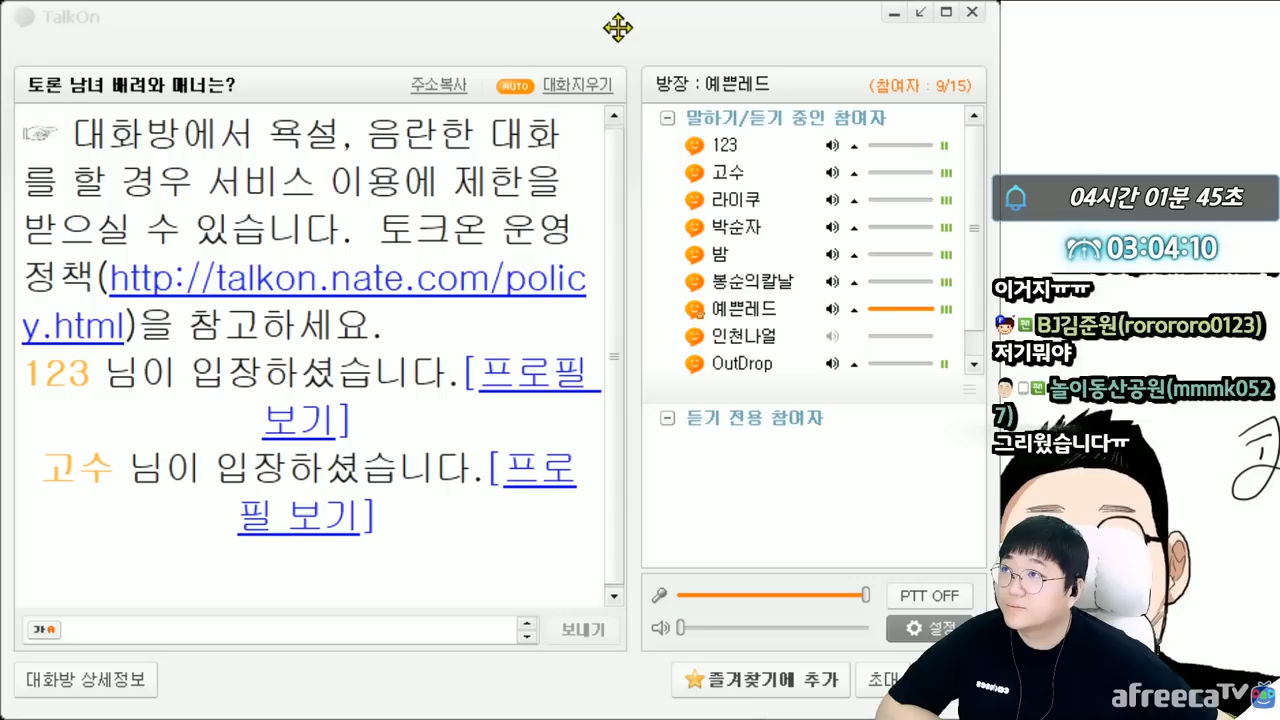 TalkOn
토론 남녀 배려와 매너는?
주소복사
AUTO
대화지우기
☞ 대화방에서 욕설, 음란한 대화
를 할 경우 서비스 이용에 제한을
받으실 수 있습니다. 토크온 운영
정책(http://talkon.nate.com/polic
y.html)을 참고하세요.
123 님이 입장하셨습니다.[프로필
보기]
고수 님이 입장하셨습니다.[프로
필 보기]
가a
보내기
대화방 상세정보
방장 : 예쁜레드
(참여자 : 9/15)
말하기/듣기 중인 참여자
123
고수
라이쿠
박순자
밤
봉순의칼날
예쁜레드
인천나얼
OutDrop
듣기 전용 참여자
PTT OFF
설정
즐겨찾기에 추가
초대
04시간 01분 45초
03:04:10
이거지ㅠㅠ
팬 BJ김준원(rorororo0123)
저기뭐야
팬 놀이동산공원(mmmk052
7)
그리웠습니다ㅠ
afreecaTV